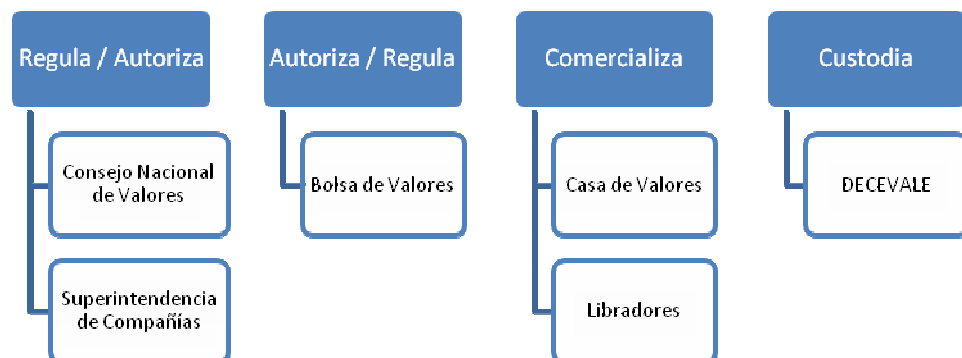 Regula / Autoriza
Autoriza / Regula
Comercializa
Custodia
Consejo Nacional
de Valores
Bolsa de Valores
Casa de Valores
DECEVALE
Superintendencia
de Compañías
Libradores